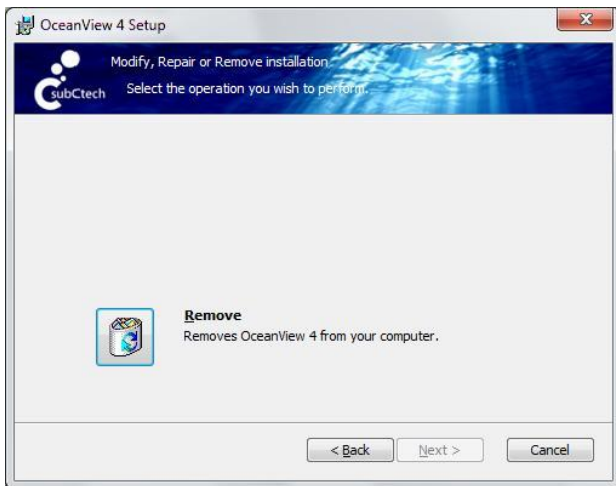 OceanView 4 Setup
Modify, Repair or Remove installation
subCtech
Select the operation you wish to perform.
Remove
Removes OceanView 4 from your computer.
< Back
Next >
Cancel